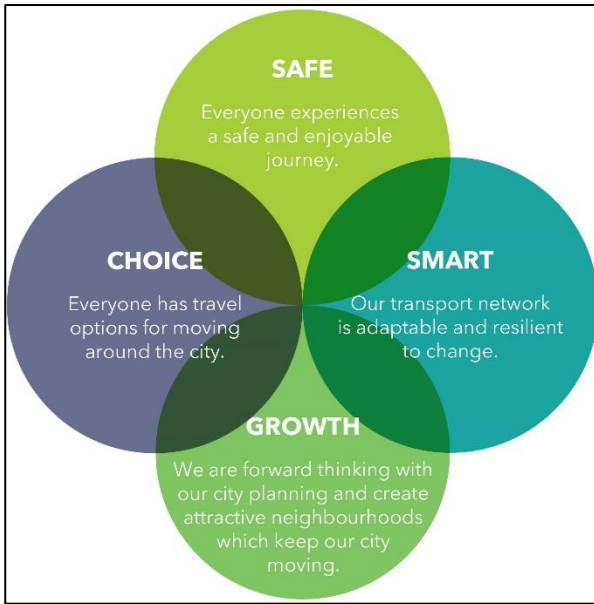 SAFE
Everyone experiences
a safe and enjoyable
journey.
CHOICE
Everyone has travel
options for moving
around the city.
SMART
Our transport network
is adaptable and resilient
to change.
GROWTH
We are forward thinking with
our city planning and create
attractive neighbourhoods
which keep our city
moving.